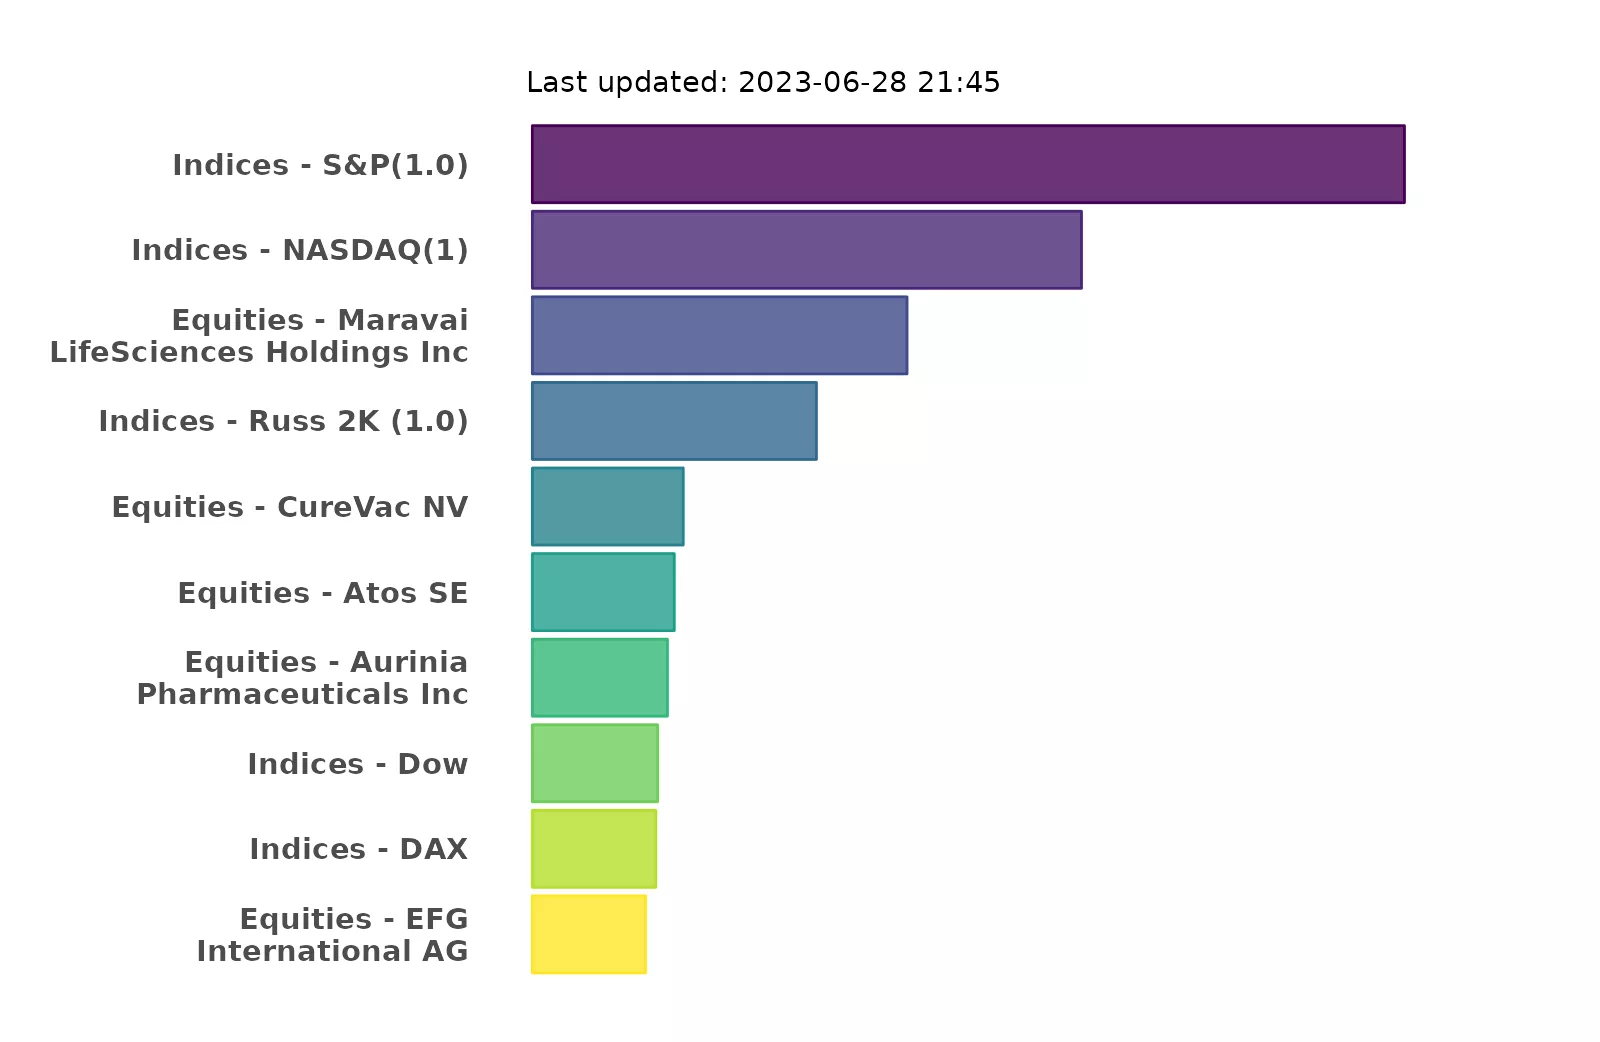 Last updated: 2023-06-28 21:45
Indices - S&P(1.0)
Indices - NASDAQ(1)
Equities - Maravai
LifeSciences Holdings Inc
Indices - Russ 2K (1.0)
Equities - CureVac NV
Equities - Atos SE
Equities - Aurinia
Pharmaceuticals Inc
Indices - Dow
Indices - DAX
Equities - EFG
International AG